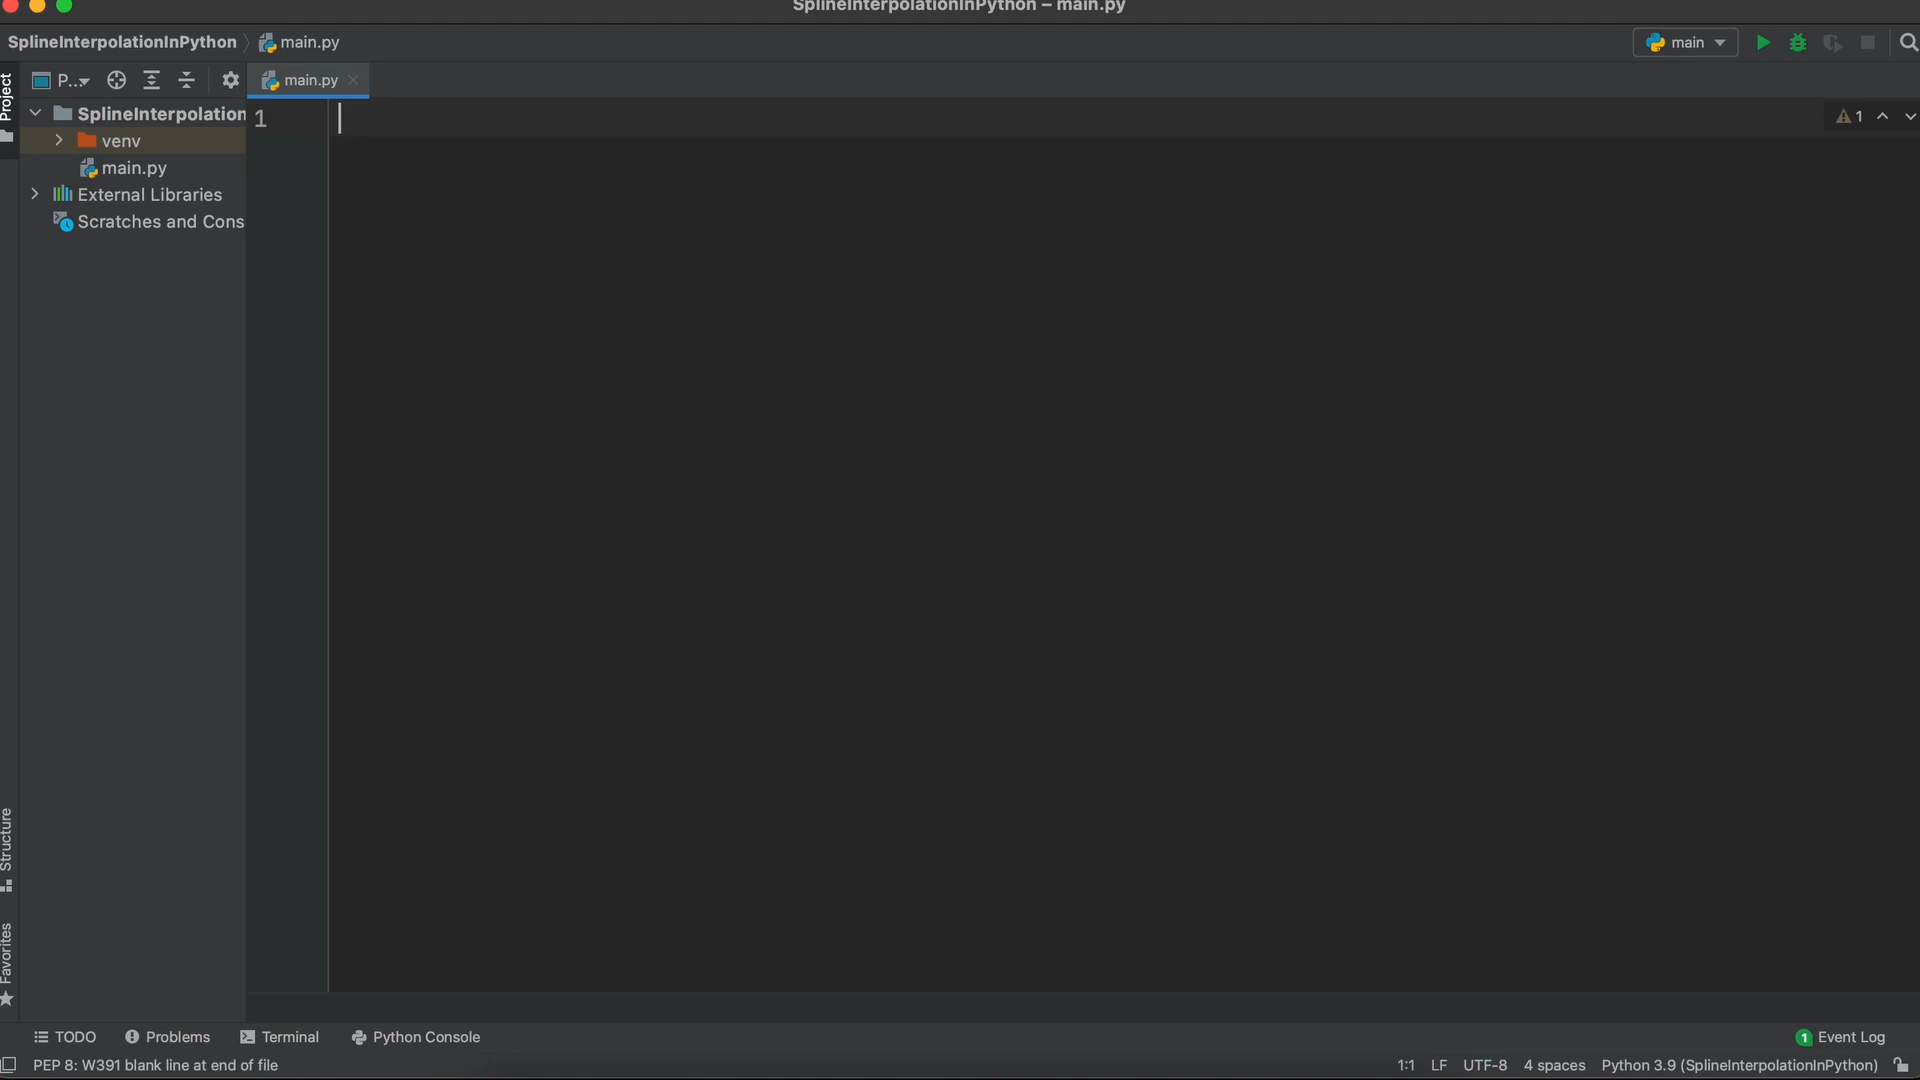 SplineInterpolationInPython – main.py
SplineInterpolationInPython
main.py
main
Project
P...
main.py
SplineInterpolation
1
1
venv
main.py
External Libraries
Scratches and Cons
Structure
Favorites
TODO
Problems
Terminal
Python Console
1
Event Log
PEP 8: W391 blank line at end of file
1:1
LF
UTF-8
4 spaces
Python 3.9 (SplineInterpolationInPython)